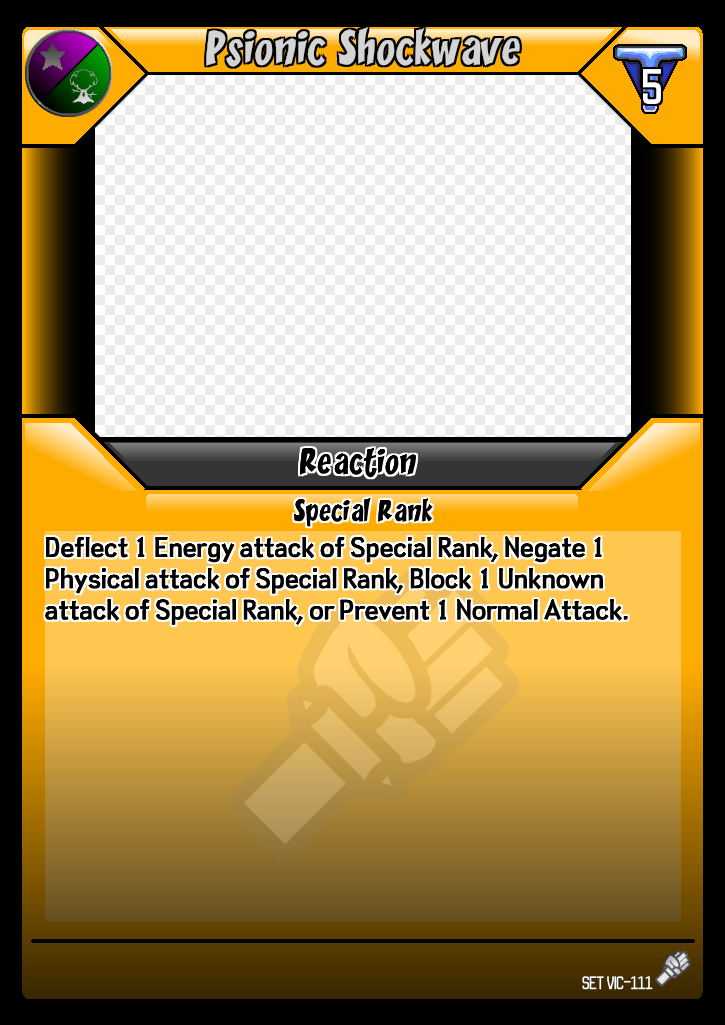 Psionic Shockwave
5
Reaction
Special Rank
Deflect 1 Energy attack of Special Rank, Negate 1
Physical attack of Special Rank, Block 1 Unknown
attack of Special Rank, or Prevent 1 Normal Attack.
SET VIC-111